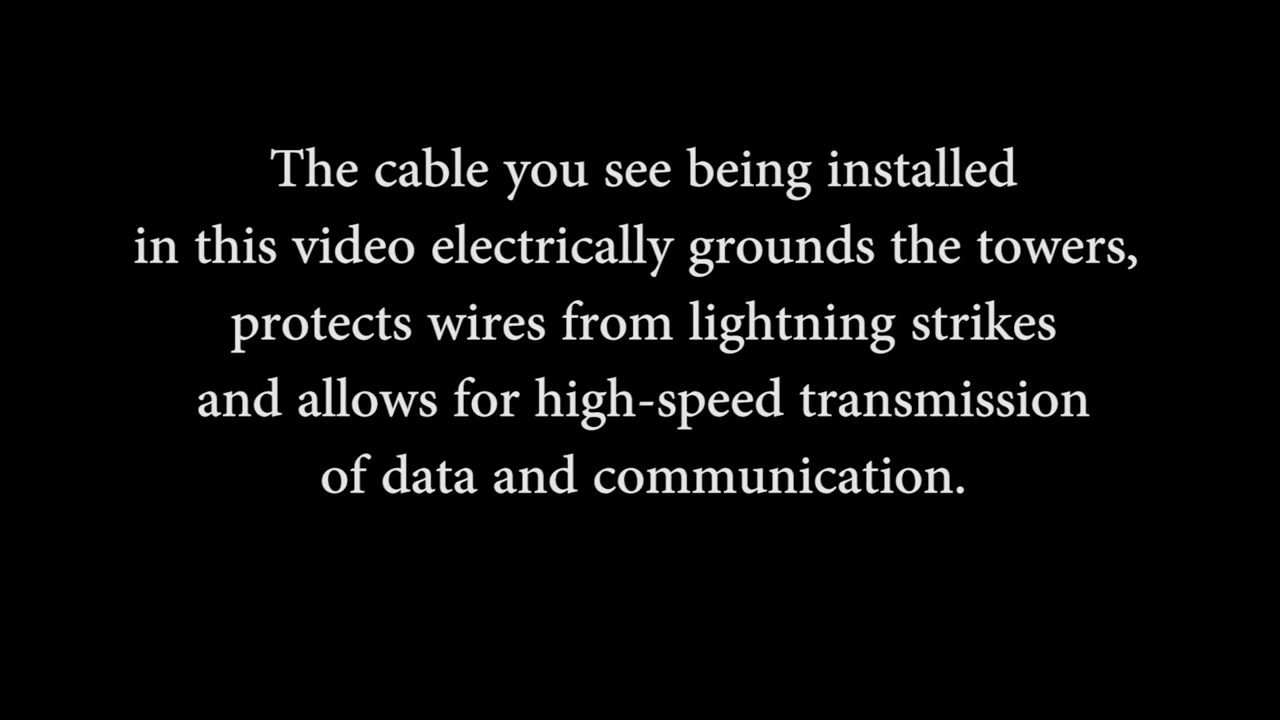 The cable you see being installed
in this video electrically grounds the towers,
protects wires from lightning strikes
and allows for high-speed transmission
of data and communication.